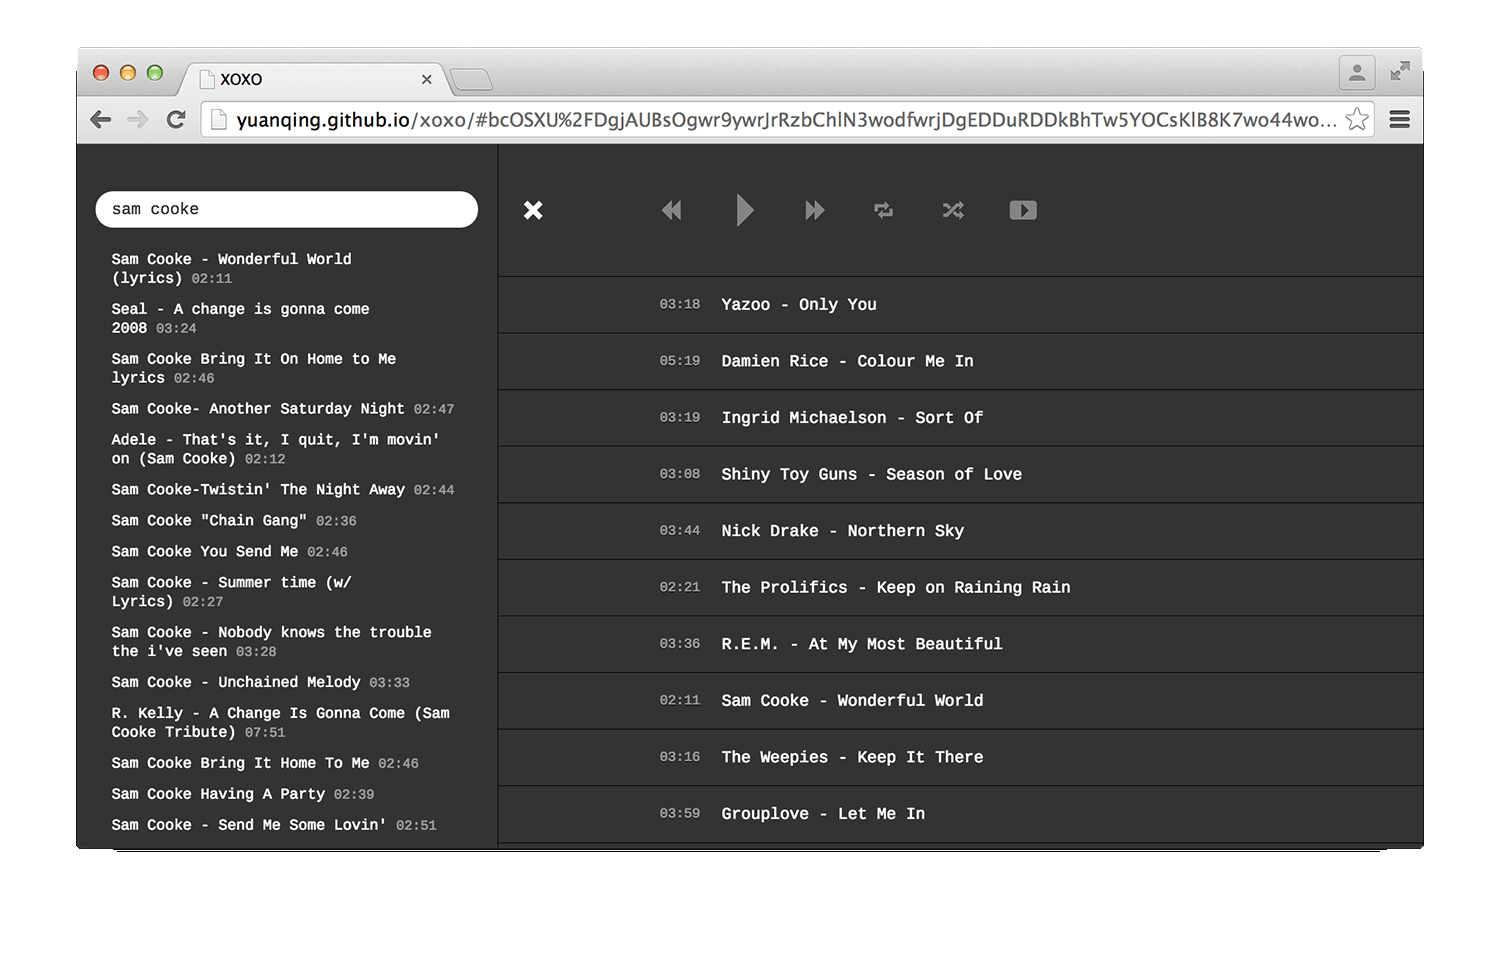 XOXO
yuanqing.github.io/xoxo/#bcOSXU%2FDgjAUBsOgwr9ywrJrRzbChlN3wodfwrjDgEDDuRDDkBhTw5YOCsKlB8K7wo44wo...
sam cooke
Sam Cooke - Wonderful World
(lyrics) 02:11
Seal - A change is gonna come
2008 03:24
Sam Cooke Bring It On Home to Me
lyrics 02:46
Sam Cooke- Another Saturday Night 02:47
Adele - That's it, I quit, I'm movin'
on (Sam Cooke) 02:12
Sam Cooke-Twistin' The Night Away 02:44
Sam Cooke "Chain Gang" 02:36
Sam Cooke You Send Me 02:46
Sam Cooke - Summer time (w/
Lyrics) 02:27
Sam Cooke - Nobody knows the trouble
the i've seen 03:28
Sam Cooke - Unchained Melody 03:33
R. Kelly - A Change Is Gonna Come (Sam
Cooke Tribute) 07:51
Sam Cooke Bring It Home To Me 02:46
Sam Cooke Having A Party 02:39
Sam Cooke - Send Me Some Lovin' 02:51
03:18 Yazoo - Only You
05:19 Damien Rice - Colour Me In
03:19 Ingrid Michaelson - Sort Of
03:08 Shiny Toy Guns - Season of Love
03:44 Nick Drake - Northern Sky
02:21 The Prolifics - Keep on Raining Rain
03:36 R.E.M. - At My Most Beautiful
02:11 Sam Cooke - Wonderful World
03:16 The Weepies - Keep It There
03:59 Grouplove - Let Me In